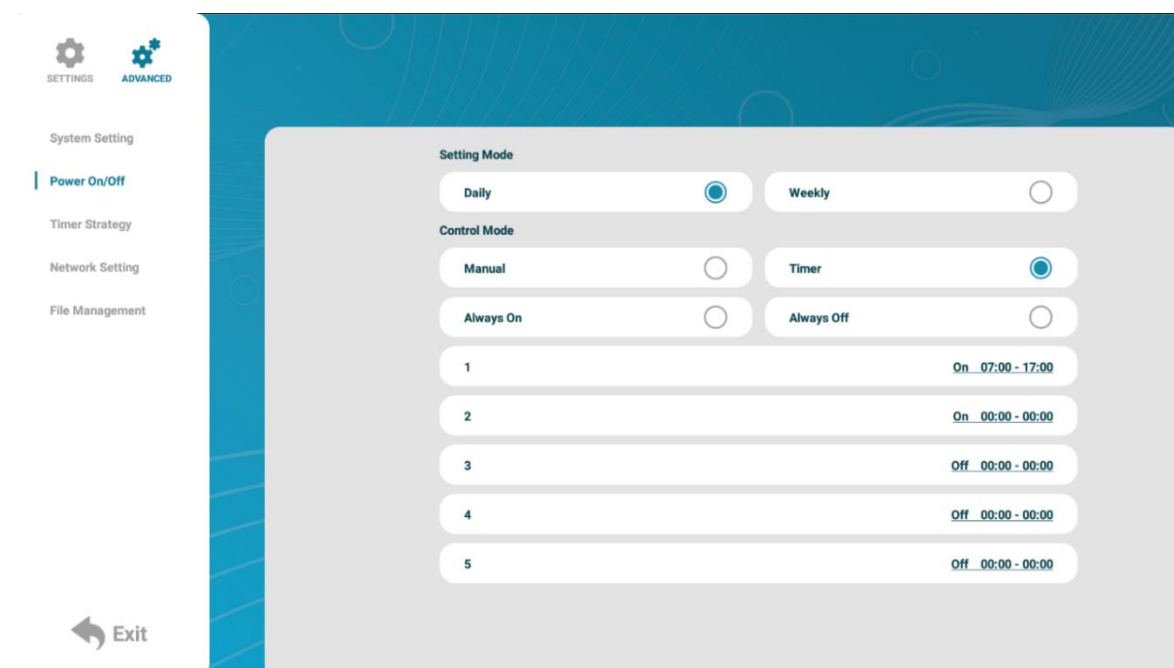 SETTINGS ADVANCED
System Setting
Power On/Off
Timer Strategy
Network Setting
File Management
Exit
Setting Mode
Daily Weekly
Control Mode
Manual Timer
Always On Always Off
1 On 07:00 - 17:00
2 On 00:00 - 00:00
3 Off 00:00 - 00:00
4 Off 00:00 - 00:00
5 Off 00:00 - 00:00